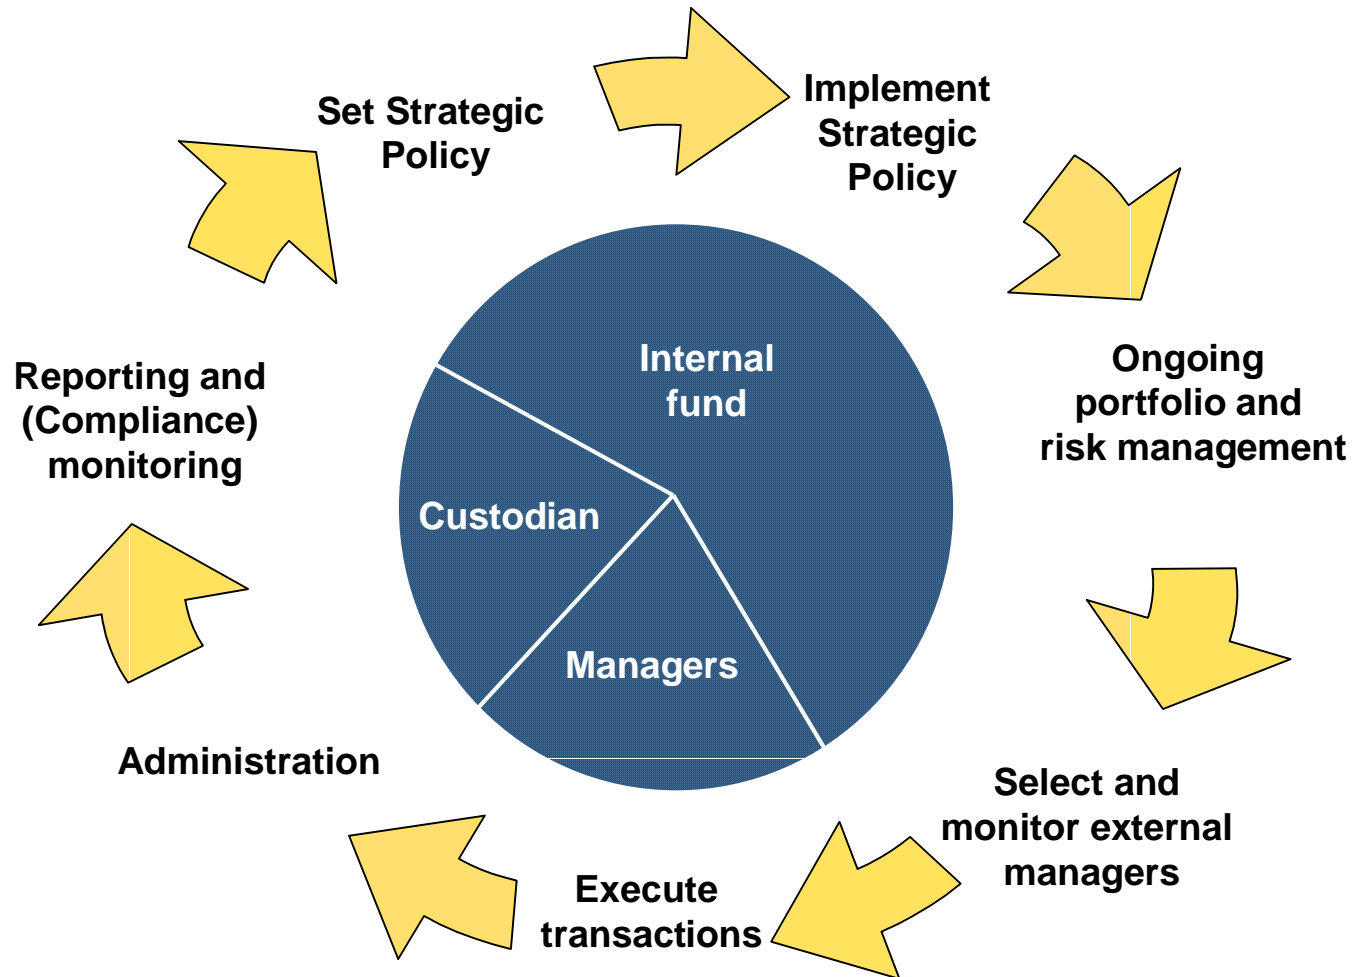 Set Strategic
Policy
Implement
Strategic
Policy
Ongoing
portfolio and
risk management
Select and
monitor external
managers
Execute
transactions
Administration
Reporting and
(Compliance)
monitoring
Internal
fund
Custodian
Managers